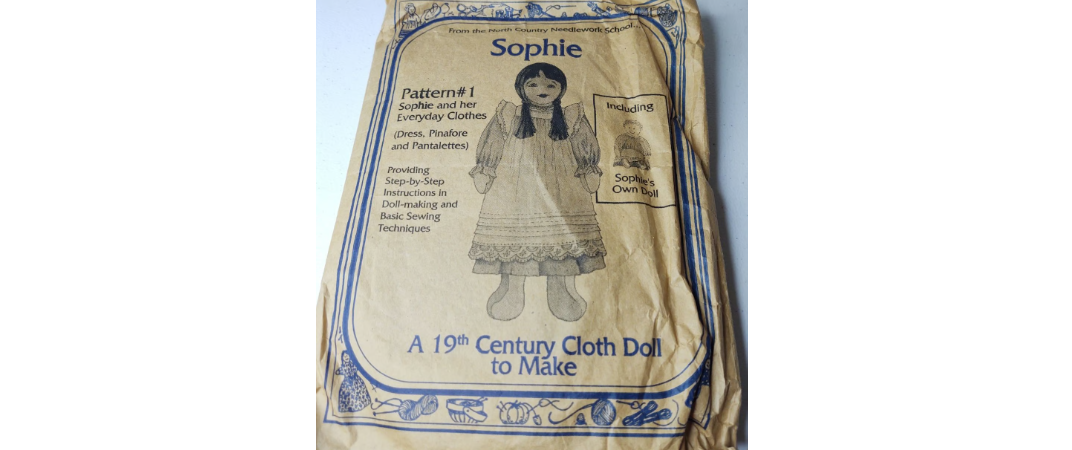 From the North Country Needlework School...
Sophie
Pattern#1
Sophie and her
Everyday Clothes
(Dress, Pinafore
and Pantalettes)
Providing
Step-by-Step
Instructions in
Doll-making and
Basic Sewing
Techniques
Including
Sophie's
Own Doll
A 19th Century Cloth Doll
to Make